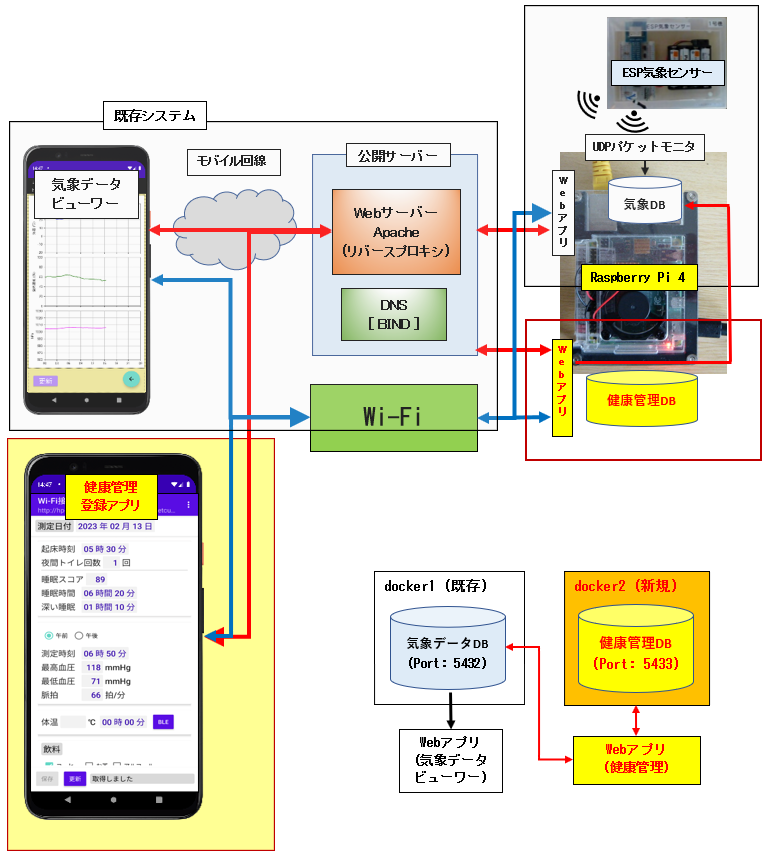 ESP気象センサー
ESP気象センサー
既存システム
UDPパケットモニタ
モバイル回線
公開サーバー
14:47
気象データ
ビューワー
Webサーバー
Apache
(リバースプロキシ)
Webアプリ
気象DB
DNS
[ BIND ]
Raspberry Pi 4
更新
Wi-Fi
Webアプリ
健康管理DB
14:47
健康管理
登録アプリ
測定日付 2023 年 02 月 13 日
起床時刻 05 時 30 分
夜間トイレ回数 1 回
睡眠スコア 89
睡眠時間 06 時間 20 分
深い睡眠 01 時間 10 分
午前 午後
測定時刻 06 時 50 分
最高血圧 118 mmHg
最低血圧 71 mmHg
脈拍 66 拍/分
体温 ℃ 00 時 00 分 BLE
飲料
保存 更新 取得しました
docker1 (既存)
気象データDB
(Port: 5432)
Webアプリ
(気象データ
ビューワー)
docker2 (新規)
健康管理DB
(Port: 5433)
Webアプリ
(健康管理)